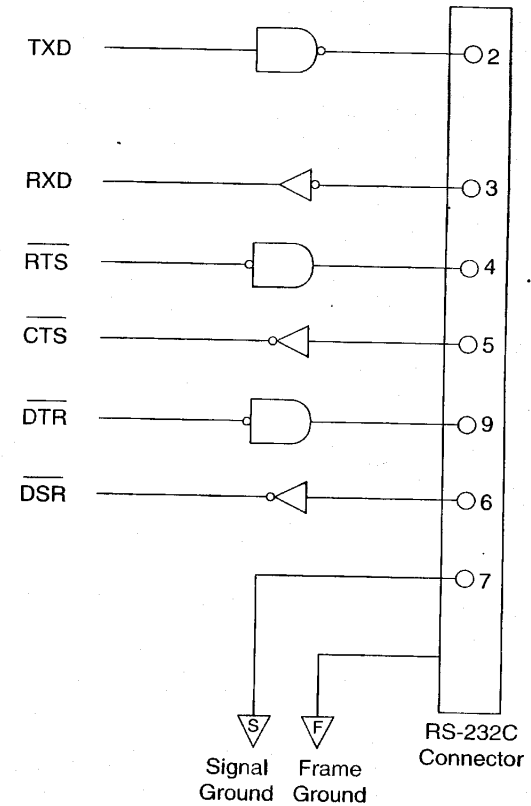 TXD 2
RXD 3
RTS 4
CTS 5
DTR 9
DSR 6
7
S F
Signal Ground
Frame Ground
RS-232C
Connector